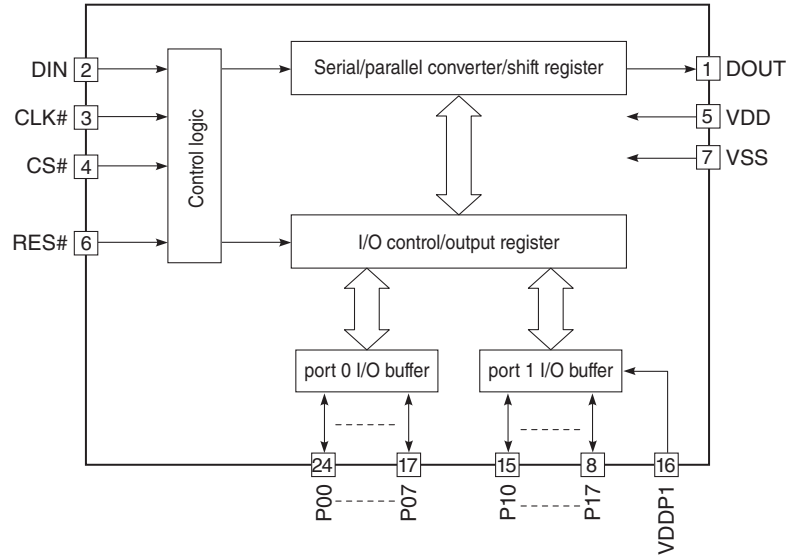 DIN 2
CLK# 3
CS# 4
RES# 6
Control logic
Serial/parallel converter/shift register
1 DOUT
5 VDD
7 VSS
I/O control/output register
port 0 I/O buffer
port 1 I/O buffer
24 17 15 8 16
P00 P07 P10 P17 VDDP1